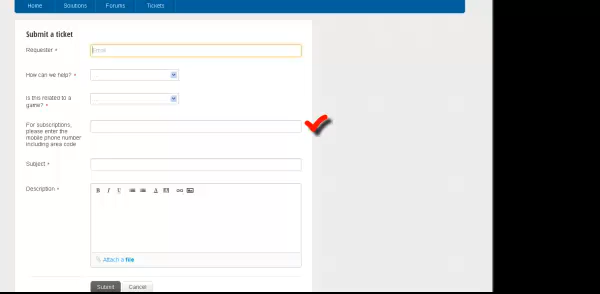 Home Solutions Forums Tickets
Submit a ticket
Requester *
Email
How can we help? *
...
Is this related to a
game? *
...
For subscriptions,
please enter the
mobile phone number
including area code
Subject *
Description *
B I U A
Attach a file
Submit Cancel